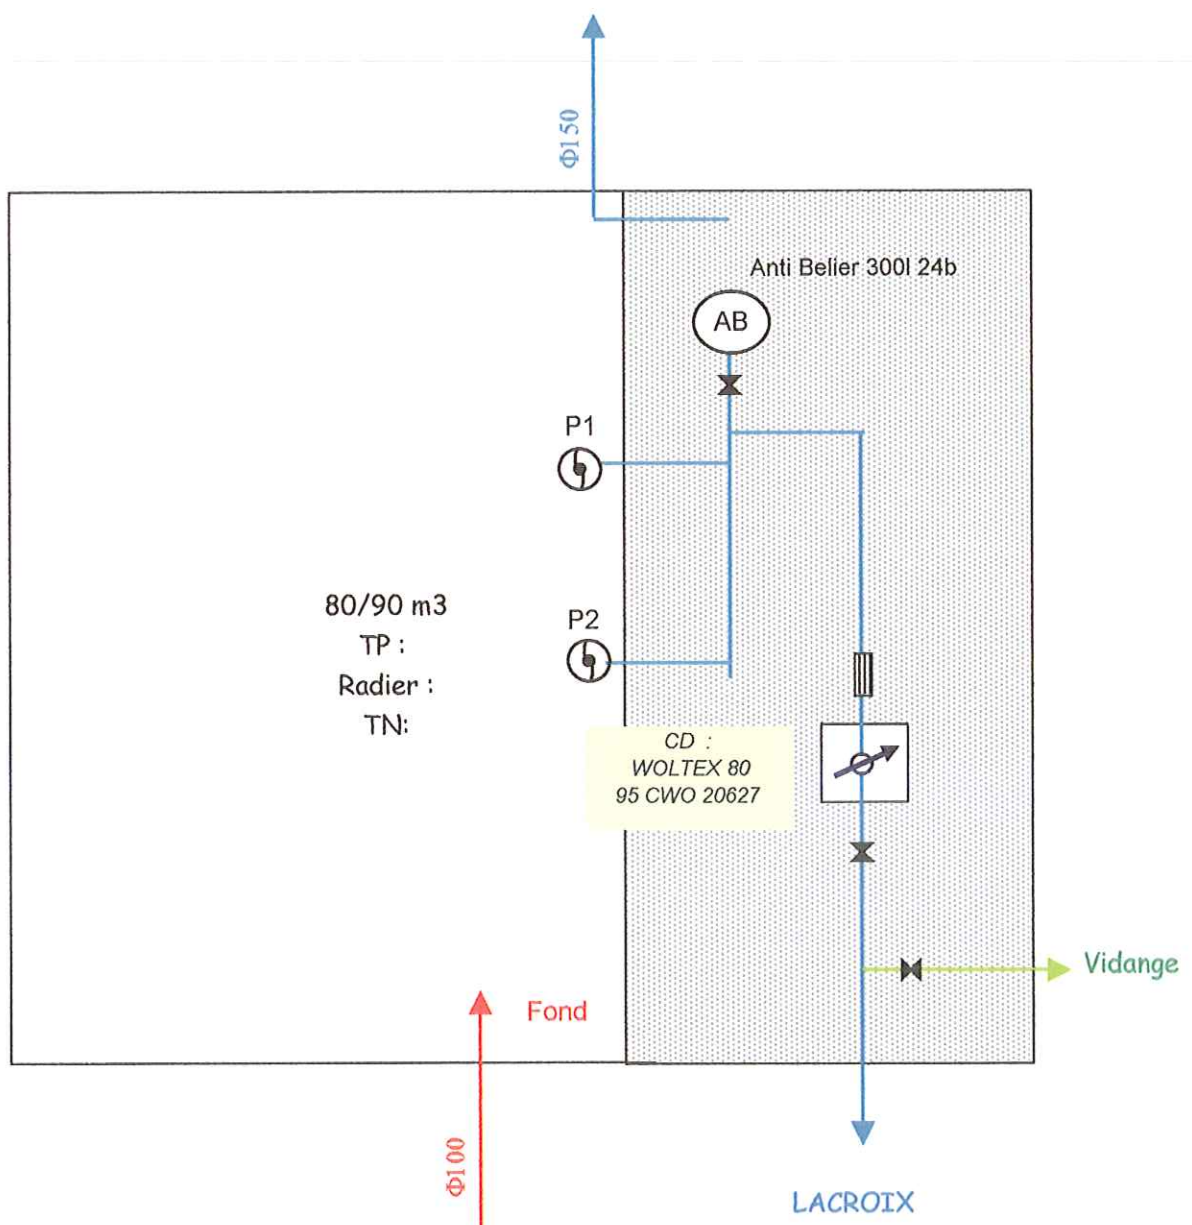 Φ150
Anti Belier 300l 24b
AB
P1
80/90 m3
TP :
Radier :
TN:
P2
CD :
WOLTEX 80
95 CWO 20627
Vidange
Fond
Φ100
LACROIX